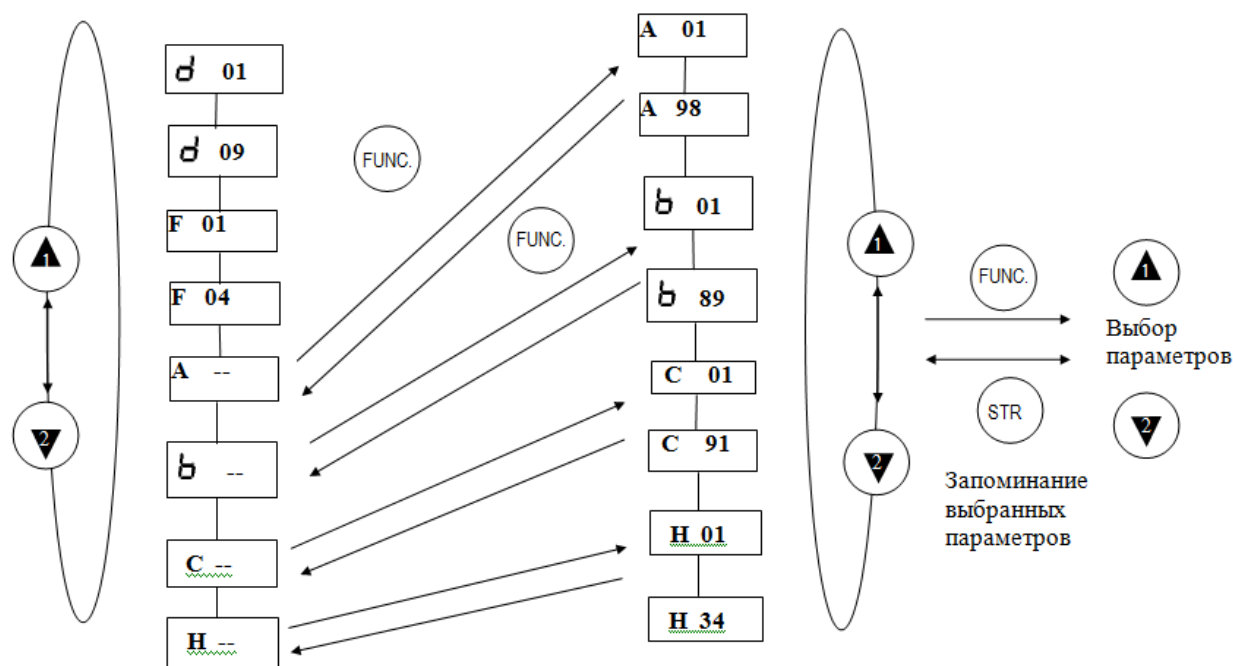 d 01
d 09
F 01
F 04
A --
b --
C --
H --
1
2
FUNC.
FUNC.
A 01
A 98
b 01
b 89
C 01
C 91
H 01
H 34
1
2
FUNC.
STR
Запоминание
выбранных
параметров
1
Выбор
параметров
2